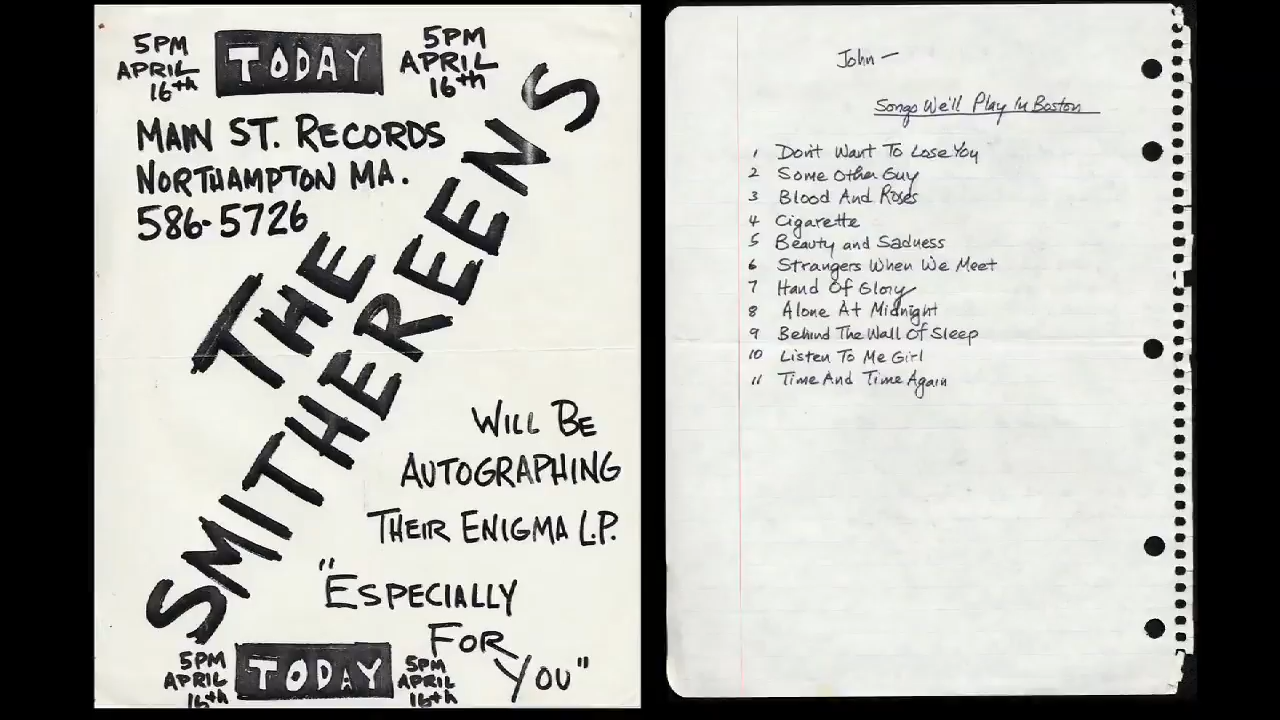 5PM
APRIL
16th
TODAY
5PM
APRIL
16th
MAIN ST. RECORDS
NORTHAMPTON MA.
586-5726
THE
SMITHEREENS
WILL BE
AUTOGRAPHING
THEIR ENIGMA L.P.
"ESPECIALLY
FOR
YOU"
5PM
APRIL
16th
TODAY
5PM
APRIL
16th
John —
Songs We'll Play In Boston
1 Don't Want To Lose You
2 Some Other Guy
3 Blood And Roses
4 Cigarette
5 Beauty and Sadness
6 Strangers When We Meet
7 Hand Of Glory
8 Alone At Midnight
9 Behind The Wall Of Sleep
10 Listen To Me Girl
11 Time And Time Again